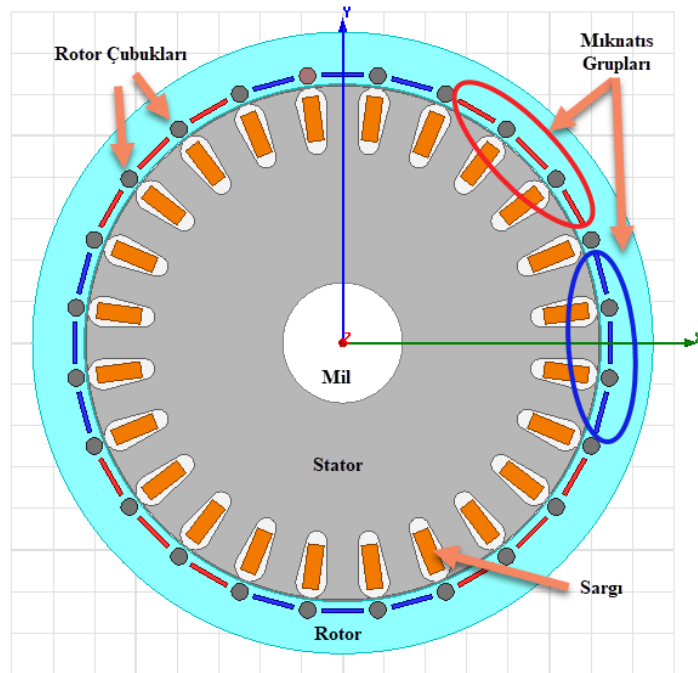 Y
Rotor Çubukları
Mıknatıs
Grupları
Z
X
Mil
Stator
Sargı
Rotor